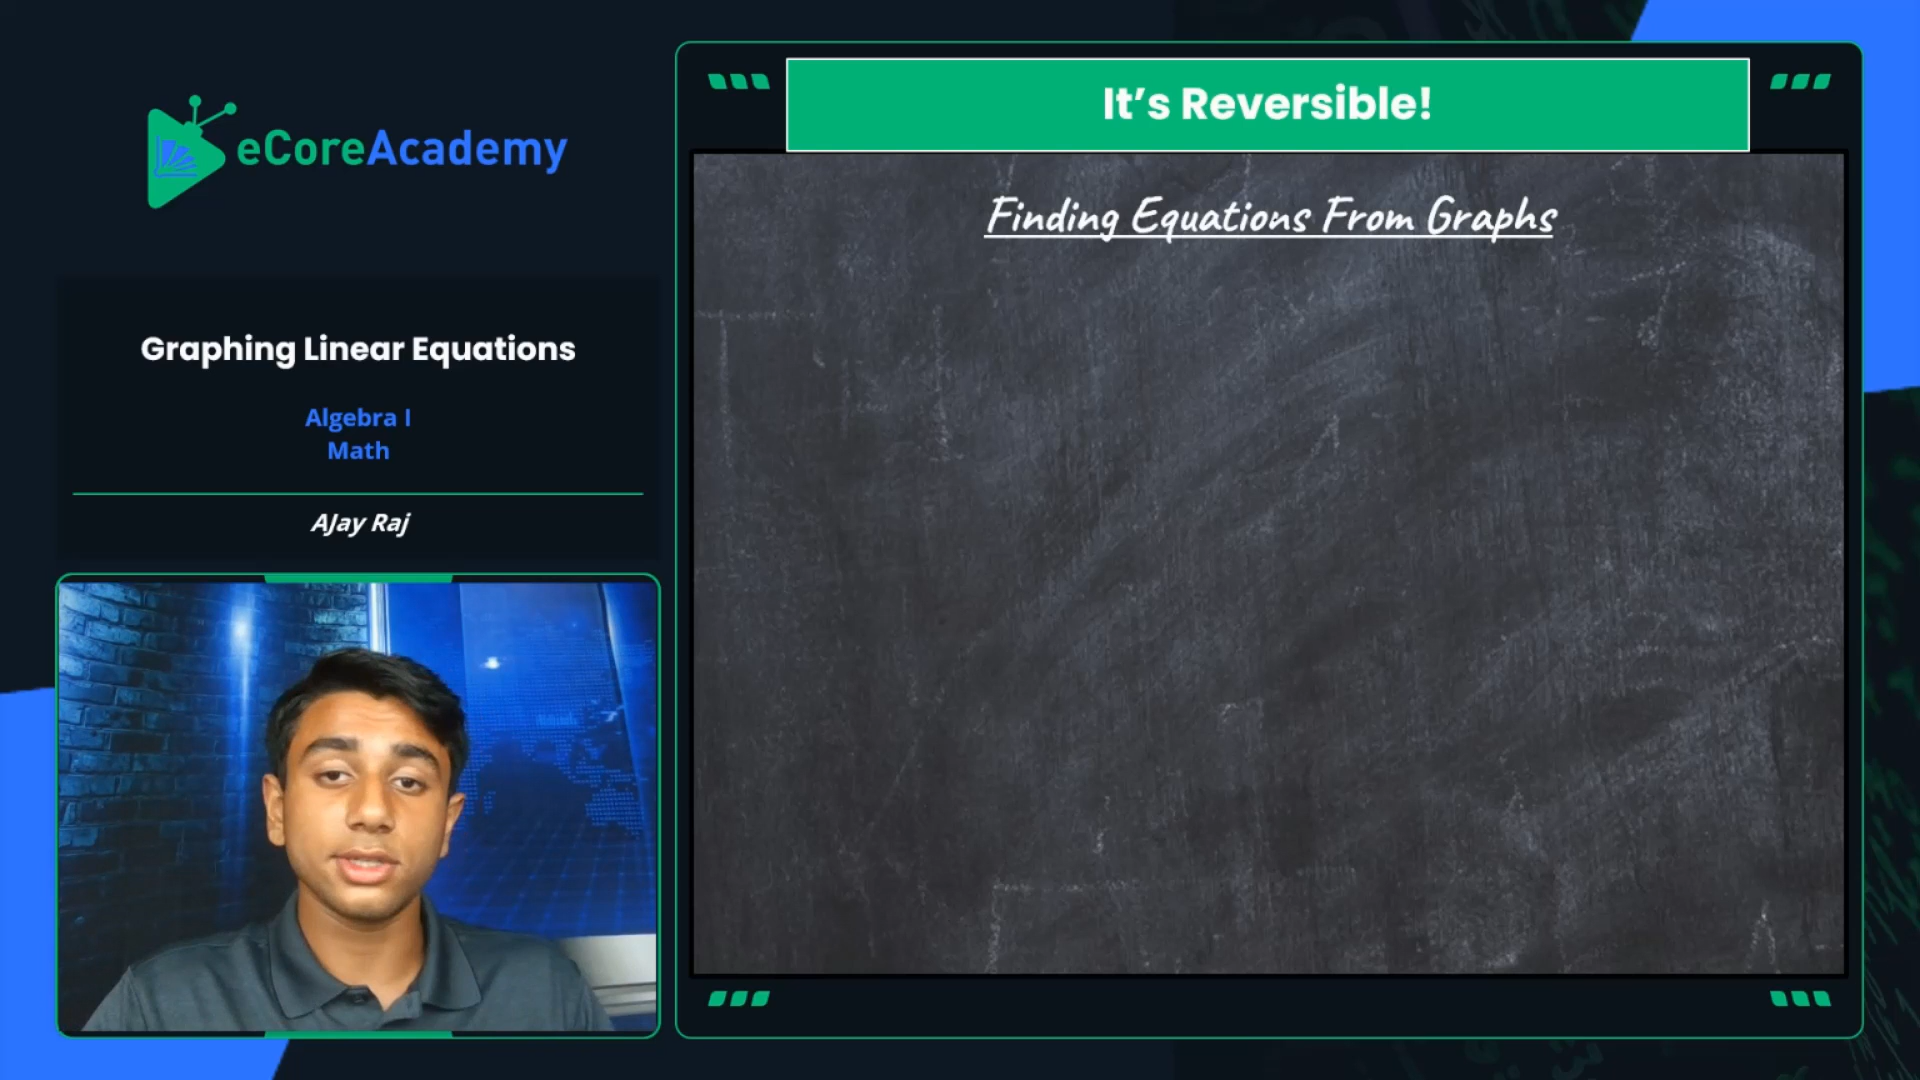 eCoreAcademy
Graphing Linear Equations
Algebra I
Math
AJay Raj
It’s Reversible!
Finding Equations From Graphs